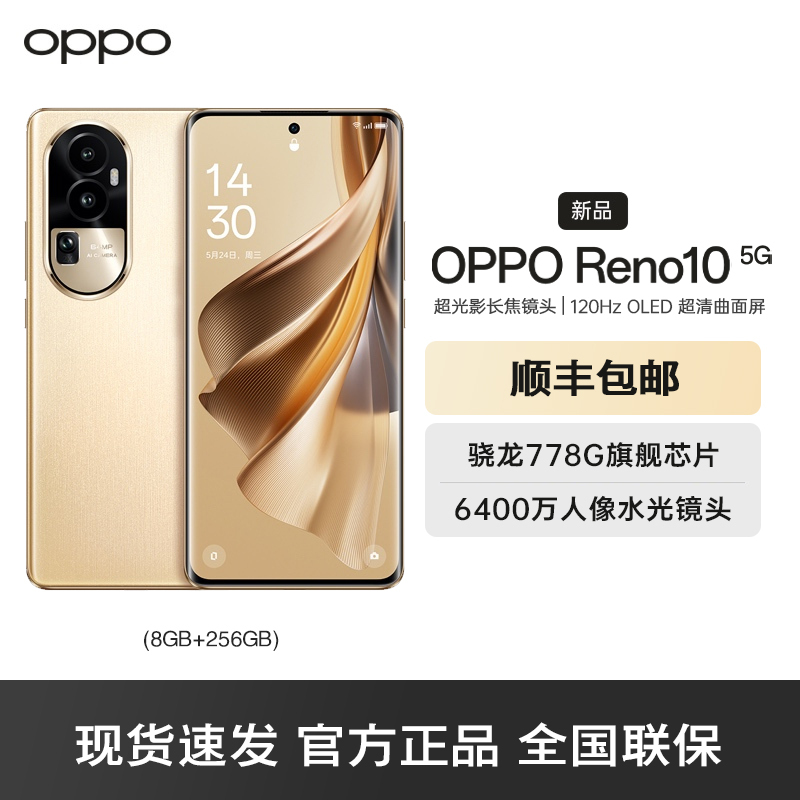 oppo
14
30
5月24日，周三
AI CAMERA
新品
OPPO Reno10 5G
超光影长焦镜头|120Hz OLED 超清曲面屏
顺丰包邮
骁龙778G旗舰芯片
6400万人像水光镜头
(8GB+256GB)
现货速发 官方正品 全国联保